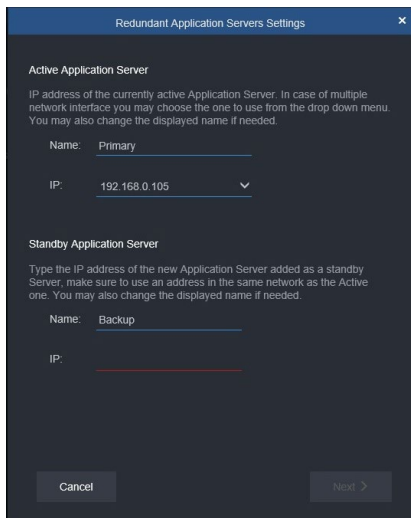 Redundant Application Servers Settings
Active Application Server
IP address of the currently active Application Server. In case of multiple
network interface you may choose the one to use from the drop down menu.
You may also change the displayed name if needed.
Name: Primary
IP: 192.168.0.105
Standby Application Server
Type the IP address of the new Application Server added as a standby
Server, make sure to use an address in the same network as the Active
one. You may also change the displayed name if needed.
Name: Backup
IP:
Cancel Next